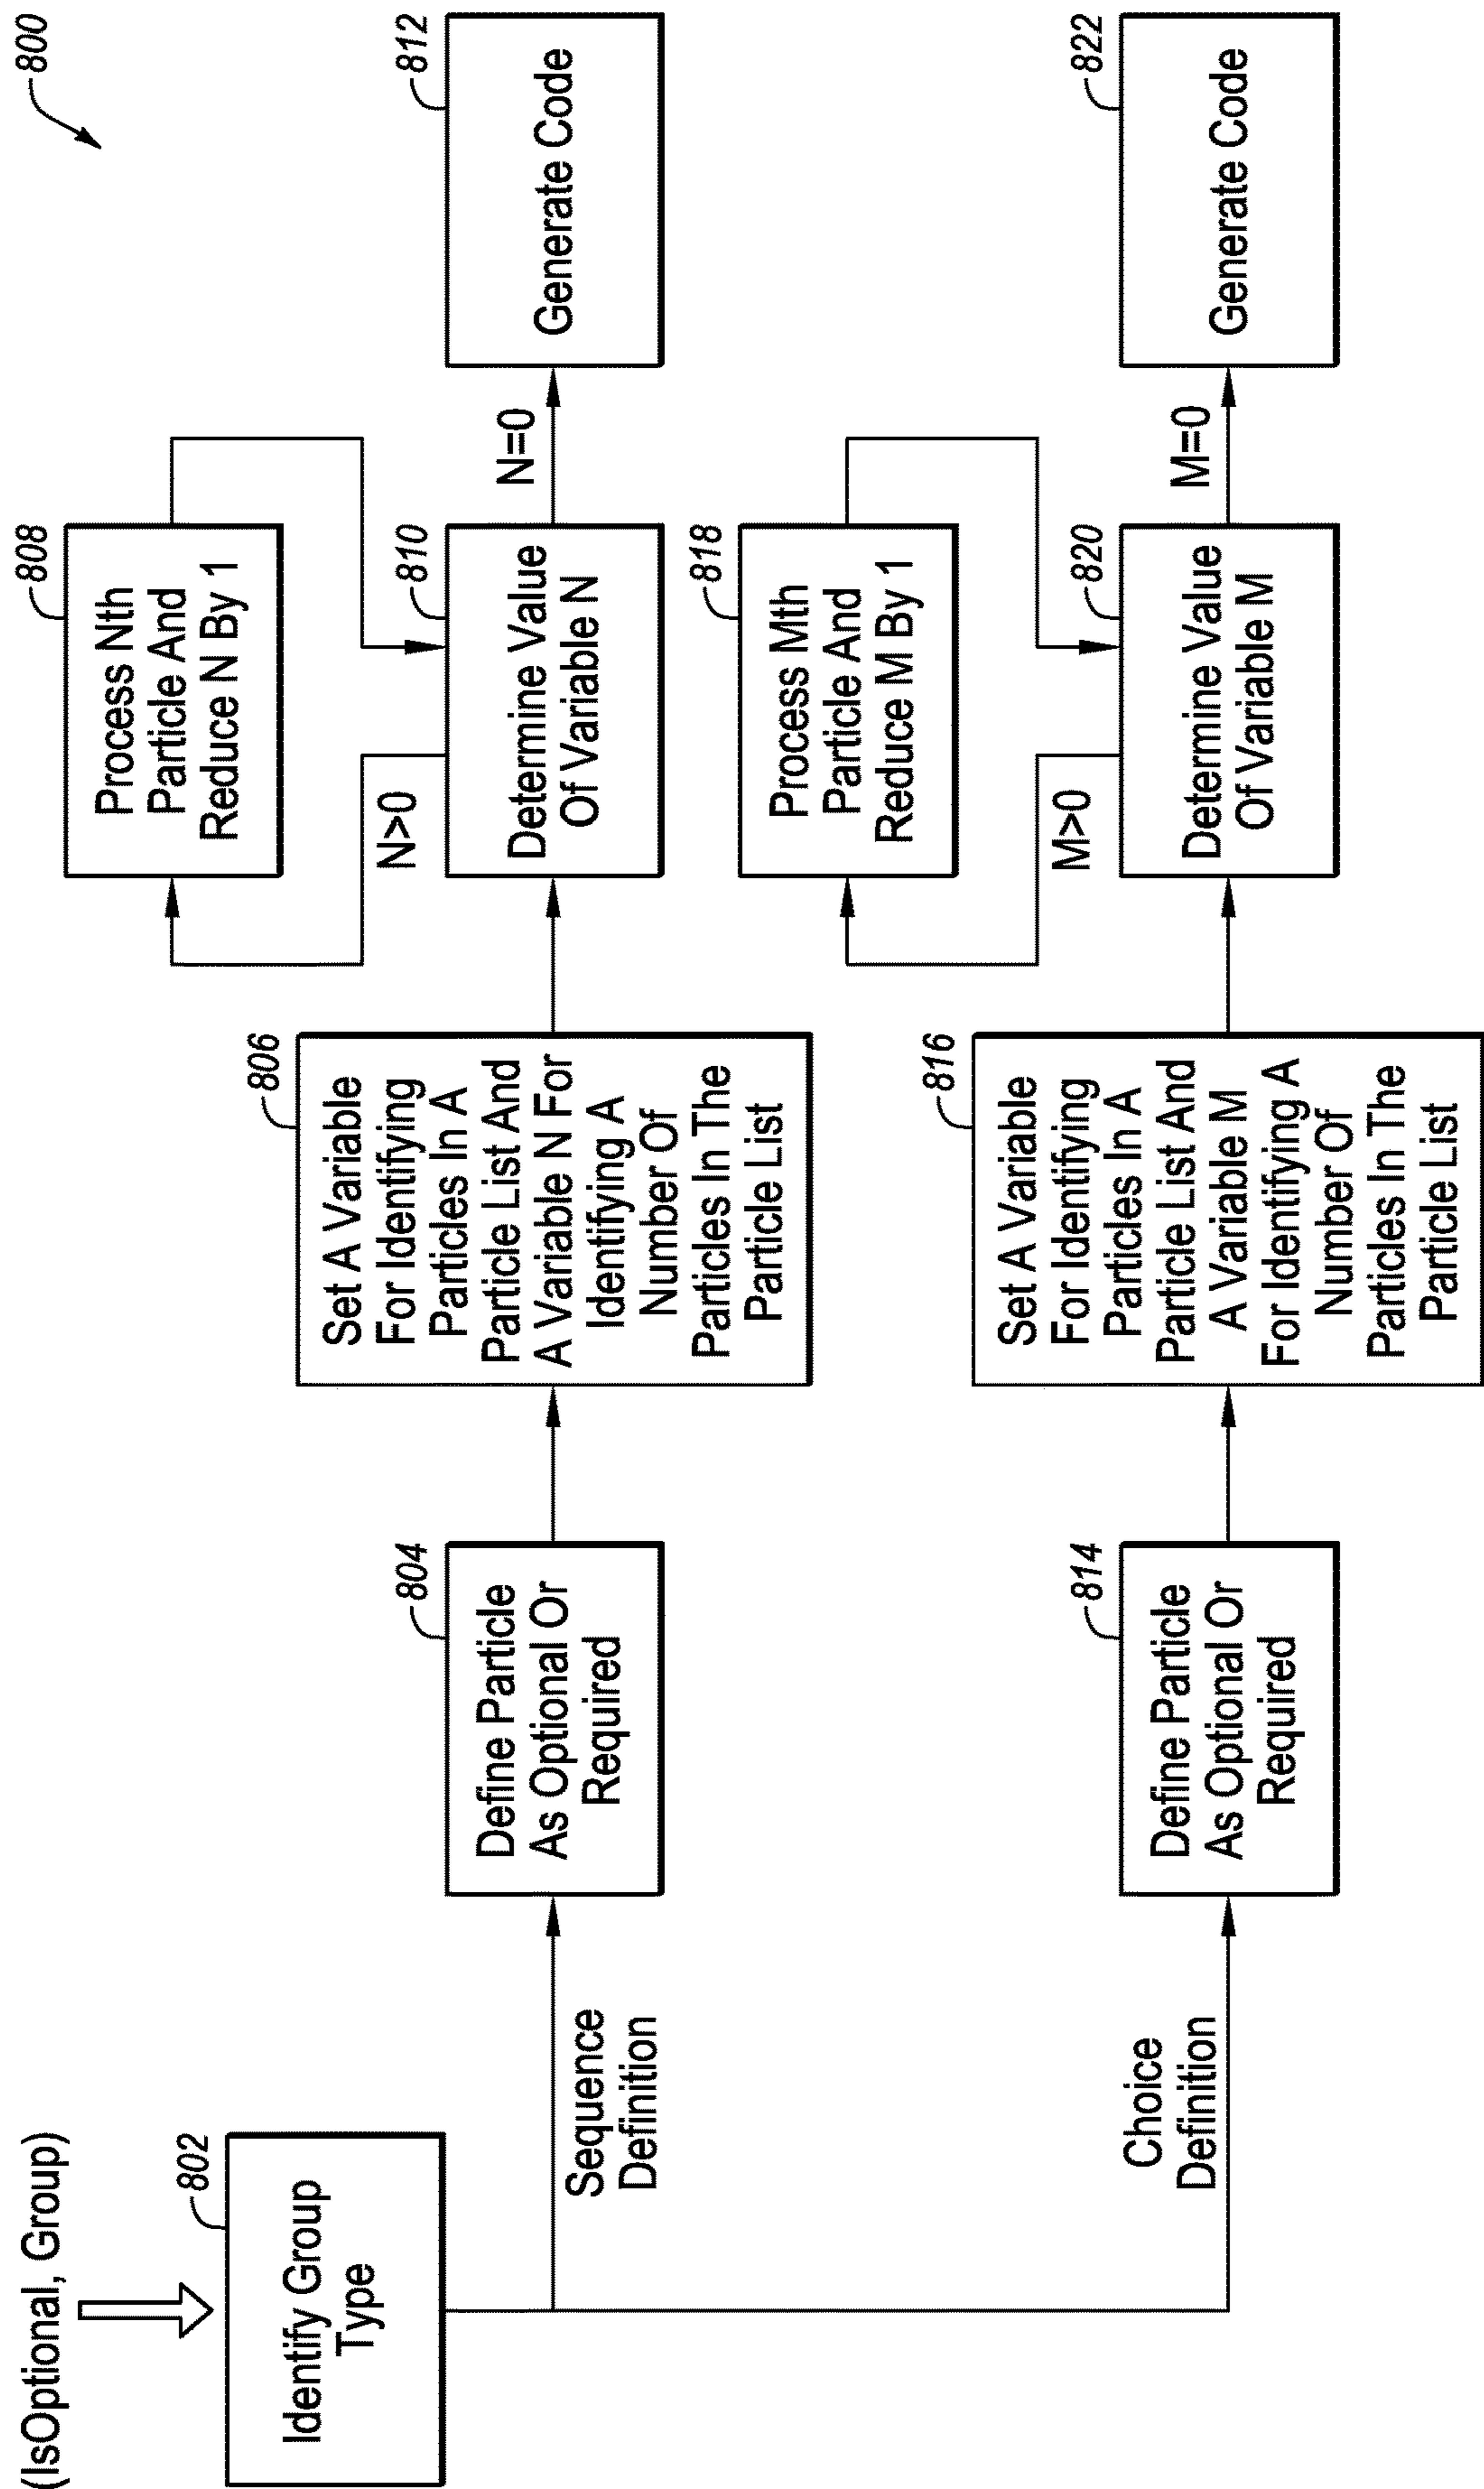 800
(IsOptional, Group)
802
Identify Group
Type
Sequence
Definition
804
Define Particle
As Optional Or
Required
806
Set A Variable
For Identifying
Particles In A
Particle List And
A Variable N For
Identifying A
Number Of
Particles In The
Particle List
808
Process Nth
Particle And
Reduce N By 1
N>0
810
Determine Value
Of Variable N
N=0
812
Generate Code
Choice
Definition
814
Define Particle
As Optional Or
Required
816
Set A Variable
For Identifying
Particles In A
Particle List And
A Variable M
For Identifying A
Number Of
Particles In The
Particle List
818
Process Mth
Particle And
Reduce M By 1
M>0
820
Determine Value
Of Variable M
M=0
822
Generate Code